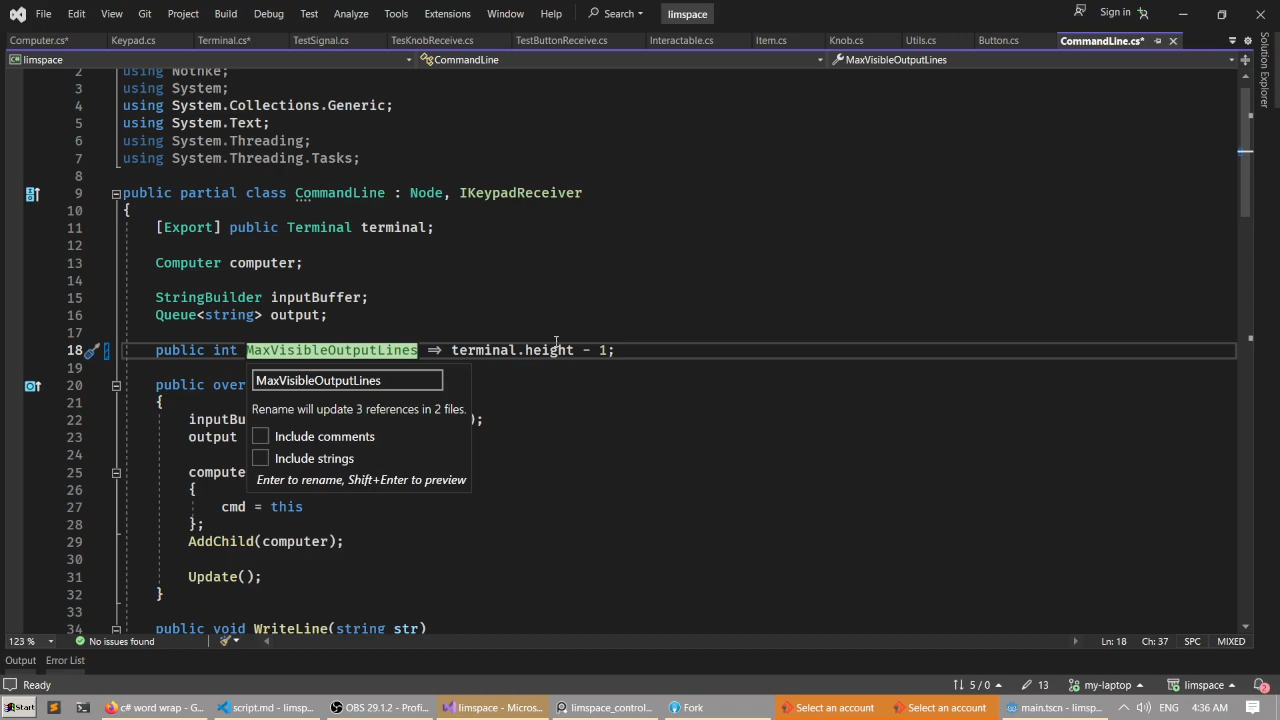 File Edit View Git Project Build Debug Test Analyze Tools Extensions Window Help Search limspace Sign in
Computer.cs* Keypad.cs Terminal.cs* TestSignal.cs TesKnobReceive.cs TestButtonReceive.cs Interactable.cs Item.cs Knob.cs Utils.cs Button.cs CommandLine.cs*
limspace CommandLine MaxVisibleOutputLines
Solution Explorer
2 using Nothke;
3 using System;
4 using System.Collections.Generic;
5 using System.Text;
6 using System.Threading;
7 using System.Threading.Tasks;
8
9 public partial class CommandLine : Node, IKeypadReceiver
10 {
11 [Export] public Terminal terminal;
12
13 Computer computer;
14
15 StringBuilder inputBuffer;
16 Queue<string> output;
17
18 public int MaxVisibleOutputLines => terminal.height - 1;
19
MaxVisibleOutputLines
20 public over
21 {
Rename will update 3 references in 2 files.
22 inputBu );
23 output
Include comments
24
Include strings
25 compute
Enter to rename, Shift+Enter to preview
26 {
27 cmd = this
28 };
29 AddChild(computer);
30
31 Update();
32 }
33
34 public void WriteLine(string str)
123 % No issues found Ln: 18 Ch: 37 SPC MIXED
Output Error List
Ready 5 / 0 13 my-laptop limspace 2
Start c# word wrap — G... script.md - limsp... OBS 29.1.2 - Profi... limspace - Micros... limspace_control... Fork Select an account Select an account main.tscn - limsp... ENG 4:36 AM